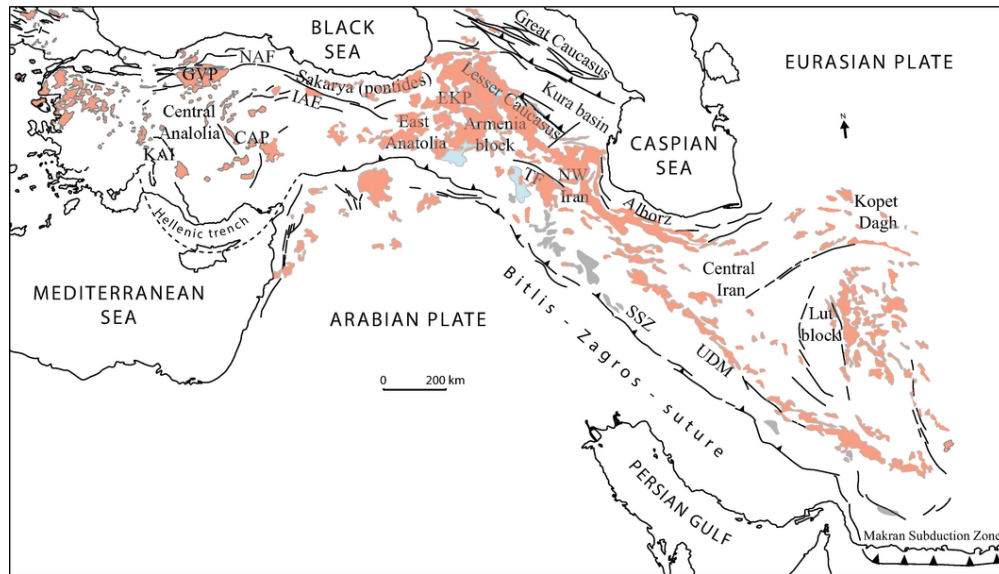 BLACK
SEA
Great Caucasus
EURASIAN PLATE
NAF
GVP
Sakarya (pontides)
Lesser Caucasus
Kura basin
IAF
EKP
Central
Analolia
East
Anatolia
Armenia
block
CASPIAN
SEA
N
KAF
CAP
TF
NW
Iran
Alborz
Kopet
Dagh
Hellenic trench
Central
Iran
MEDITERRANEAN
SEA
ARABIAN PLATE
Bitlis - Zagros - suture
SSZ
Lut
block
UDM
0 200 km
PERSIAN GULF
Makran Subduction Zone